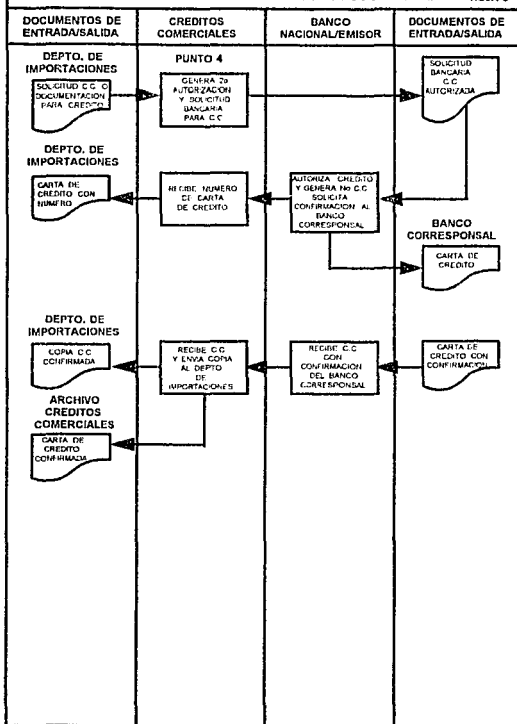 DOCUMENTOS DE
ENTRADA/SALIDA
CREDITOS
COMERCIALES
BANCO
NACIONAL/EMISOR
DOCUMENTOS DE
ENTRADA/SALIDA
DEPTO. DE
IMPORTACIONES
SOLICITUD C.C. O
DOCUMENTACION
PARA CREDITO
PUNTO 4
GENERA 2a
AUTORIZACION
Y SOLICITUD
BANCARIA
PARA C.C
SOLICITUD
BANCARIA
C.C
AUTORIZADA
DEPTO. DE
IMPORTACIONES
CARTA DE
CREDITO CON
NUMERO
RECIBE NUMERO
DE CARTA
DE CREDITO
AUTORIZA CREDITO
Y GENERA No C.C
SOLICITA
CONFIRMACION AL
BANCO
CORRESPONSAL
BANCO
CORRESPONSAL
CARTA DE
CREDITO
DEPTO. DE
IMPORTACIONES
COPIA C.C
CONFIRMADA
RECIBE C.C
Y ENVIA COPIA
AL DEPTO
DE
IMPORTACIONES
RECIBE C.C
CON
CONFIRMACION
DEL BANCO
CORRESPONSAL
CARTA DE
CREDITO CON
CONFIRMACION
ARCHIVO
CREDITOS
COMERCIALES
CARTA DE
CREDITO
CONFIRMADA